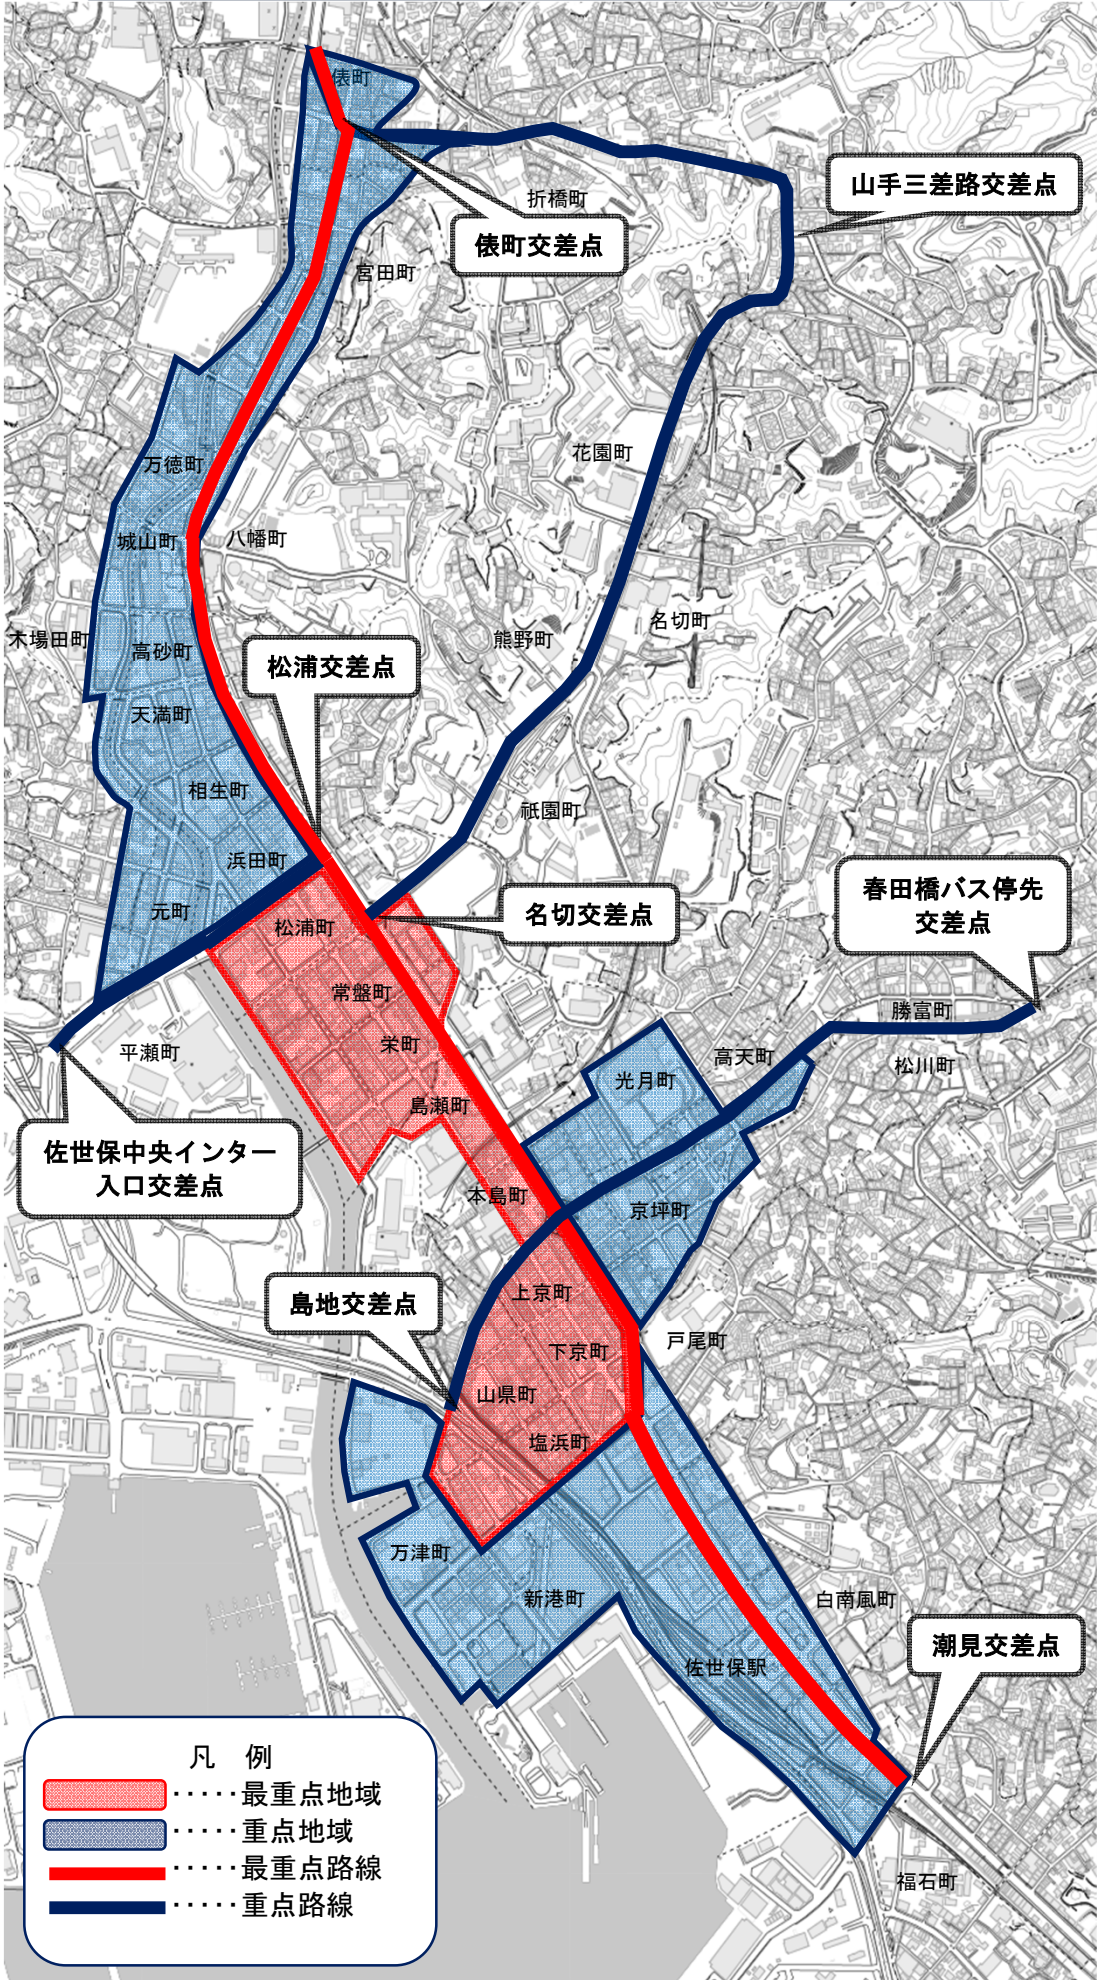 俵町
山手三差路交差点
折橋町
俵町交差点
宮田町
花園町
万徳町
城山町
八幡町
名切町
熊野町
木場田町
高砂町
松浦交差点
天満町
相生町
祇園町
浜田町
春田橋バス停先
交差点
元町
名切交差点
松浦町
常盤町
勝富町
栄町
平瀬町
高天町
松川町
光月町
島瀬町
佐世保中央インター
入口交差点
本島町
京坪町
上京町
島地交差点
戸尾町
下京町
山県町
塩浜町
万津町
新港町
白南風町
潮見交差点
佐世保駅
福石町
凡 例
‥‥‥最重点地域
‥‥‥重点地域
‥‥‥最重点路線
‥‥‥重点路線